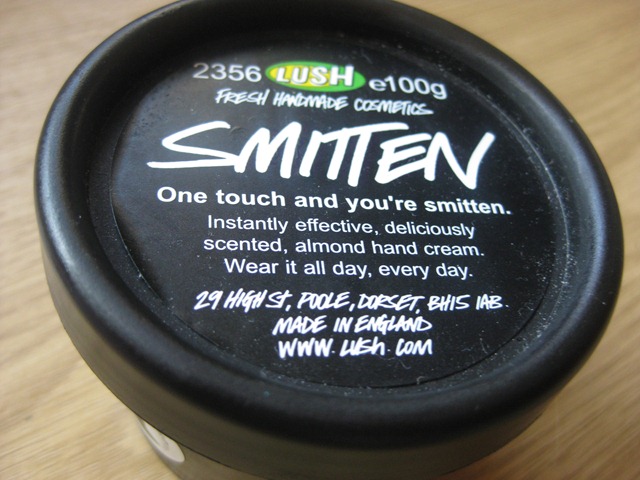 2356 LUSH e100g
FRESH HANDMADE COSMETICS
SMITTEN
One touch and you're smitten.
Instantly effective, deliciously
scented, almond hand cream.
Wear it all day, every day.
29 HIGH St, POOLE, DORSET, BH15 1AB.
MADE IN ENGLAND
WWW.LUSh.COM